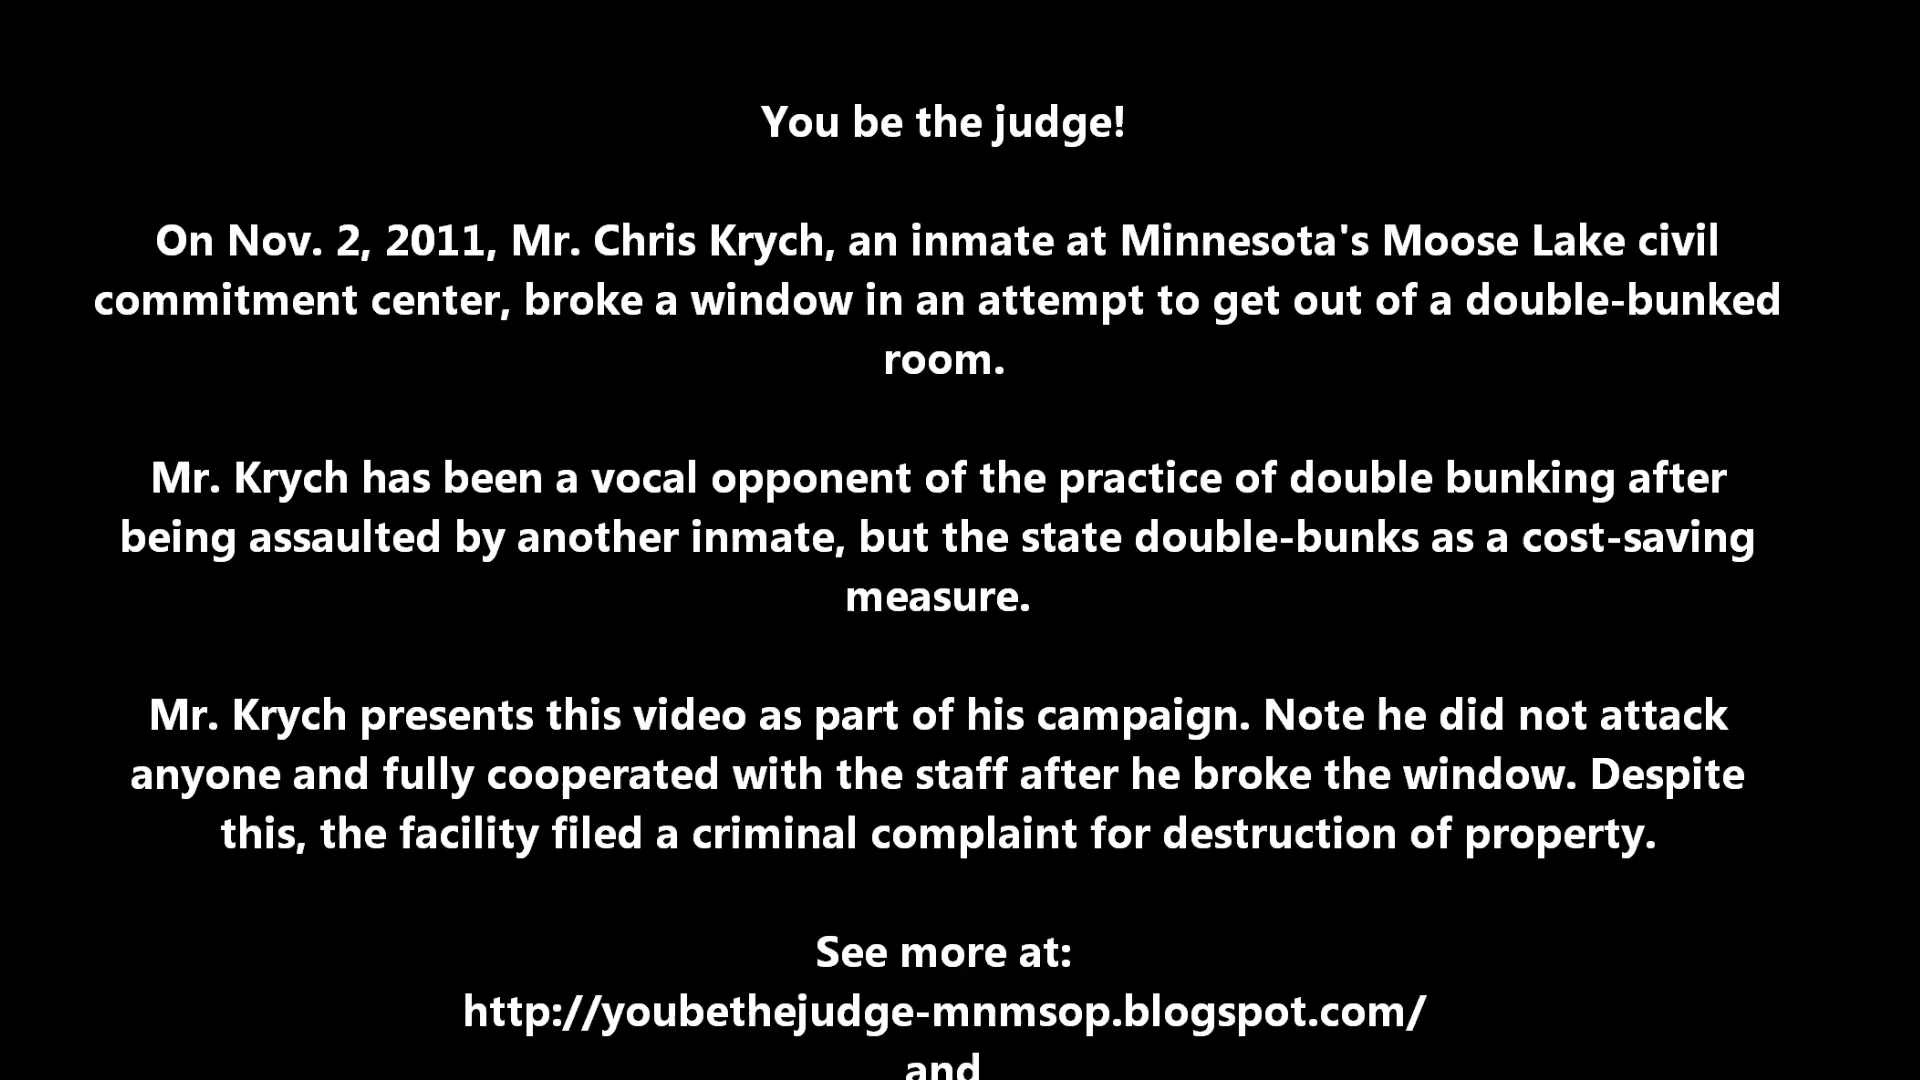 You be the judge!
On Nov. 2, 2011, Mr. Chris Krych, an inmate at Minnesota's Moose Lake civil
commitment center, broke a window in an attempt to get out of a double-bunked
room.
Mr. Krych has been a vocal opponent of the practice of double bunking after
being assaulted by another inmate, but the state double-bunks as a cost-saving
measure.
Mr. Krych presents this video as part of his campaign. Note he did not attack
anyone and fully cooperated with the staff after he broke the window. Despite
this, the facility filed a criminal complaint for destruction of property.
See more at:
http://youbethejudge-mnmsop.blogspot.com/
and